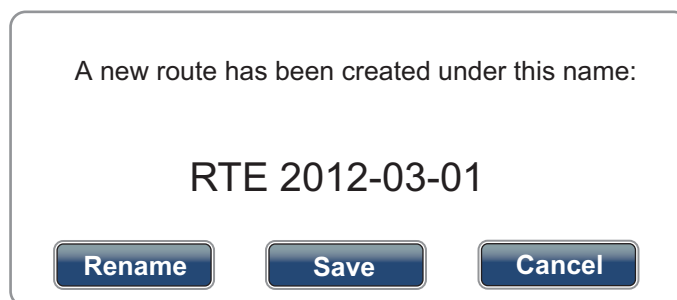 A new route has been created under this name:
RTE 2012-03-01
Rename Save Cancel